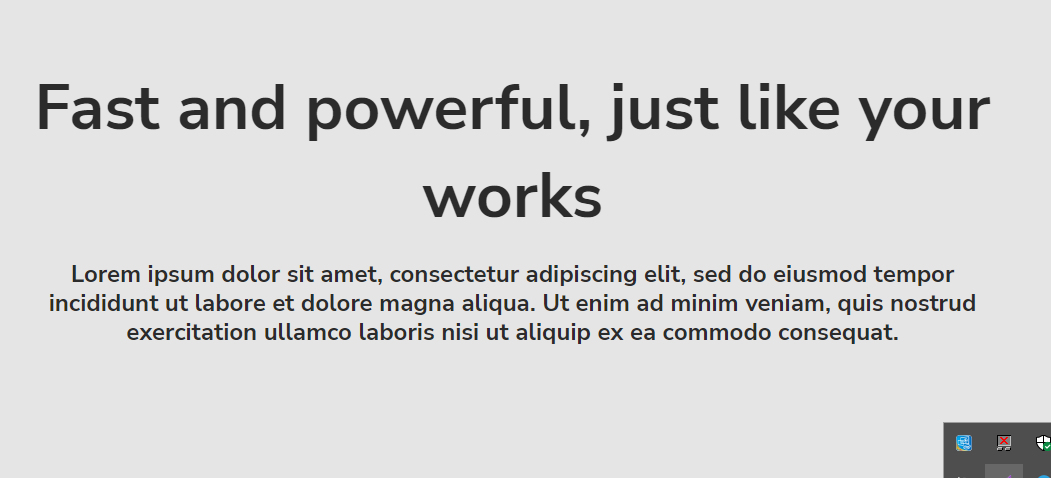 Fast and powerful, just like your
works
Lorem ipsum dolor sit amet, consectetur adipiscing elit, sed do eiusmod tempor
incididunt ut labore et dolore magna aliqua. Ut enim ad minim veniam, quis nostrud
exercitation ullamco laboris nisi ut aliquip ex ea commodo consequat.